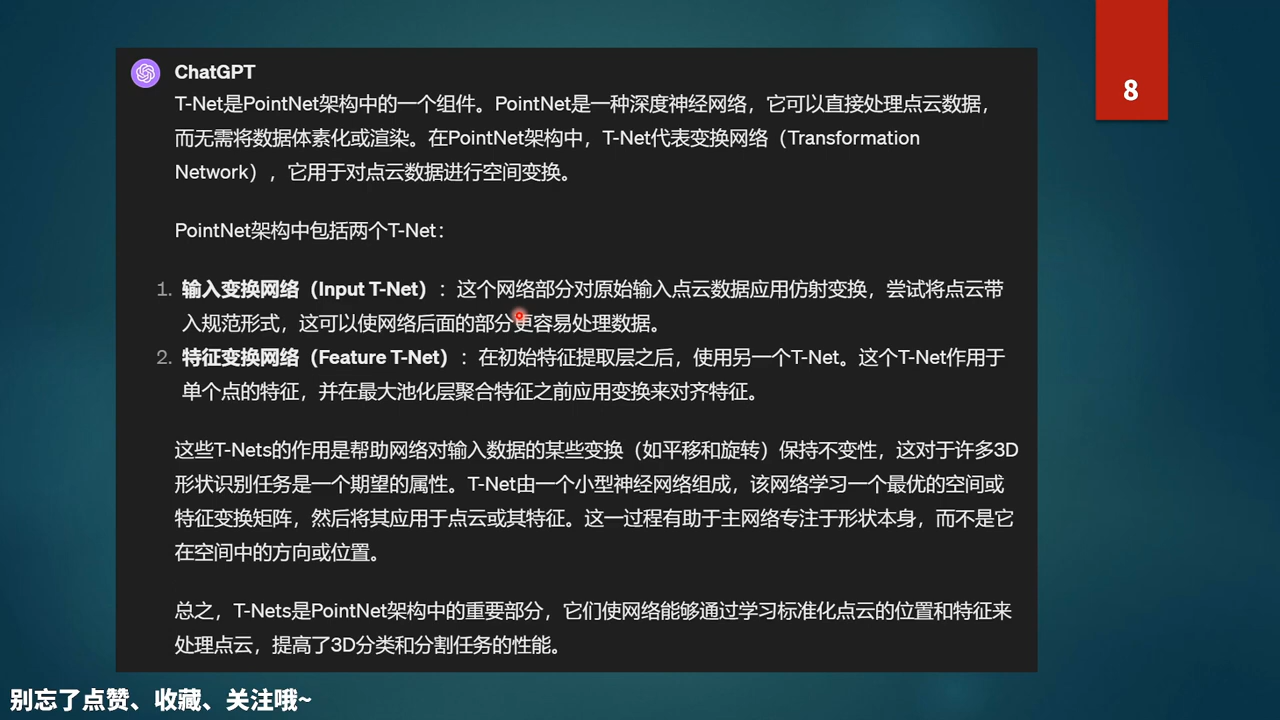 8
ChatGPT
T-Net是PointNet架构中的一个组件。PointNet是一种深度神经网络，它可以直接处理点云数据，
而无需将数据体素化或渲染。在PointNet架构中，T-Net代表变换网络（Transformation
Network），它用于对点云数据进行空间变换。
PointNet架构中包括两个T-Net：
1. 输入变换网络（Input T-Net）：这个网络部分对原始输入点云数据应用仿射变换，尝试将点云带
入规范形式，这可以使网络后面的部分更容易处理数据。
2. 特征变换网络（Feature T-Net）：在初始特征提取层之后，使用另一个T-Net。这个T-Net作用于
单个点的特征，并在最大池化层聚合特征之前应用变换来对齐特征。
这些T-Nets的作用是帮助网络对输入数据的某些变换（如平移和旋转）保持不变性，这对于许多3D
形状识别任务是一个期望的属性。T-Net由一个小型神经网络组成，该网络学习一个最优的空间或
特征变换矩阵，然后将其应用于点云或其特征。这一过程有助于主网络专注于形状本身，而不是它
在空间中的方向或位置。
总之，T-Nets是PointNet架构中的重要部分，它们使网络能够通过学习标准化点云的位置和特征来
处理点云，提高了3D分类和分割任务的性能。
别忘了点赞、收藏、关注哦~